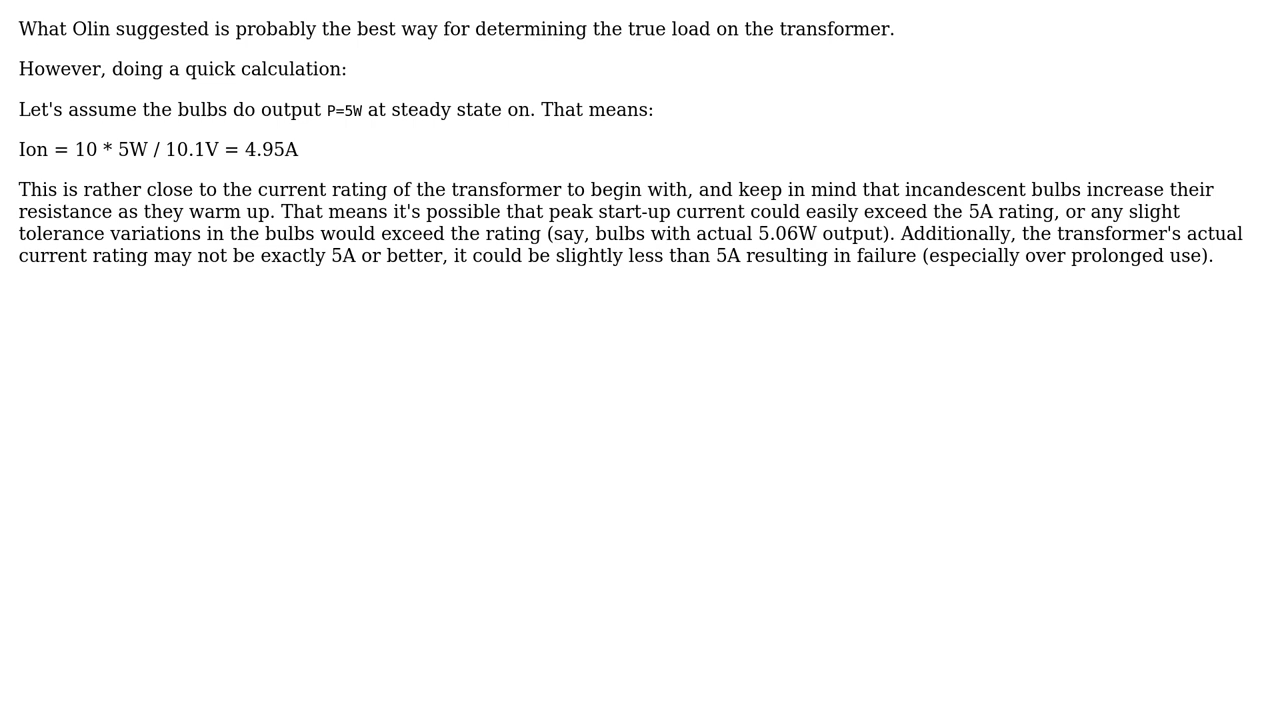 What Olin suggested is probably the best way for determining the true load on the transformer.
However, doing a quick calculation:
Let's assume the bulbs do output P=5W at steady state on. That means:
Ion = 10 * 5W / 10.1V = 4.95A
This is rather close to the current rating of the transformer to begin with, and keep in mind that incandescent bulbs increase their
resistance as they warm up. That means it's possible that peak start-up current could easily exceed the 5A rating, or any slight
tolerance variations in the bulbs would exceed the rating (say, bulbs with actual 5.06W output). Additionally, the transformer's actual
current rating may not be exactly 5A or better, it could be slightly less than 5A resulting in failure (especially over prolonged use).